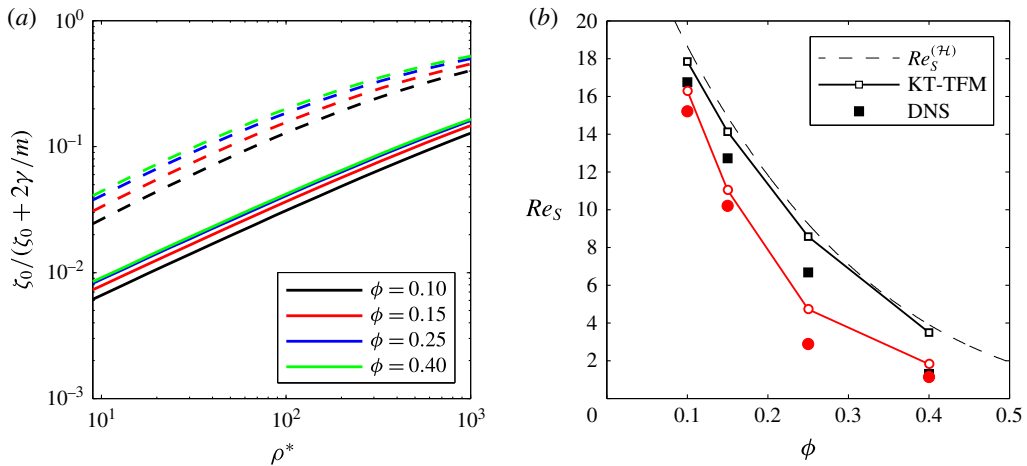 (a)
10^0
10^{-1}
10^{-2}
10^{-3}
ζ_0/(ζ_0 + 2γ/m)
φ = 0.10
φ = 0.15
φ = 0.25
φ = 0.40
10^1
10^2
10^3
ρ*
(b)
20
18
16
14
12
10
8
6
4
2
Re_S
Re_S^{(ℋ)}
KT-TFM
DNS
0
0.1
0.2
0.3
0.4
0.5
φ